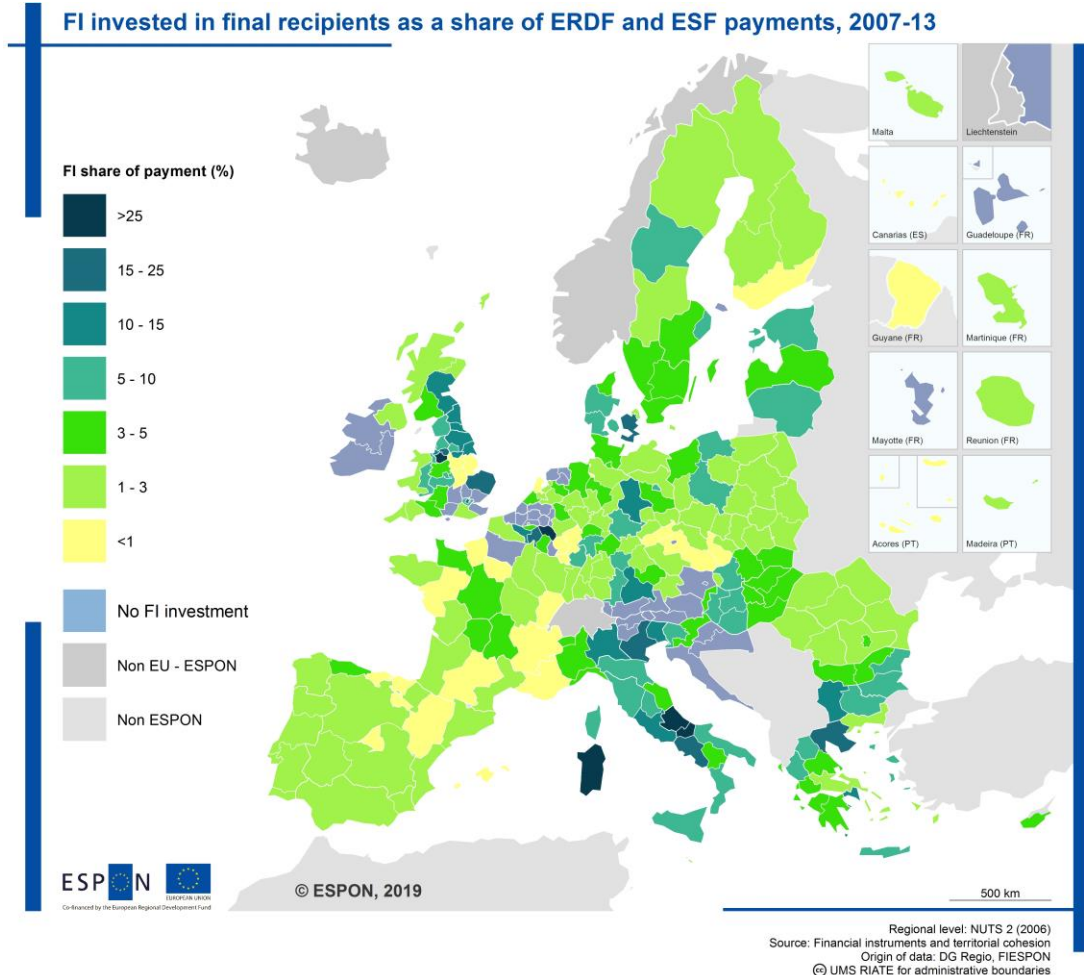 FI invested in final recipients as a share of ERDF and ESF payments, 2007-13
FI share of payment (%)
>25
15 - 25
10 - 15
5 - 10
3 - 5
1 - 3
<1
No FI investment
Non EU - ESPON
Non ESPON
Malta
Liechtenstein
Canarias (ES)
Guadeloupe (FR)
Guyane (FR)
Martinique (FR)
Mayotte (FR)
Reunion (FR)
Acores (PT)
Madeira (PT)
ESPON
EUROPEAN UNION
Co-financed by the European Regional Development Fund
© ESPON, 2019
500 km
Regional level: NUTS 2 (2006)
Source: Financial instruments and territorial cohesion
Origin of data: DG Regio, FIESPON
(cc) UMS RIATE for administrative boundaries